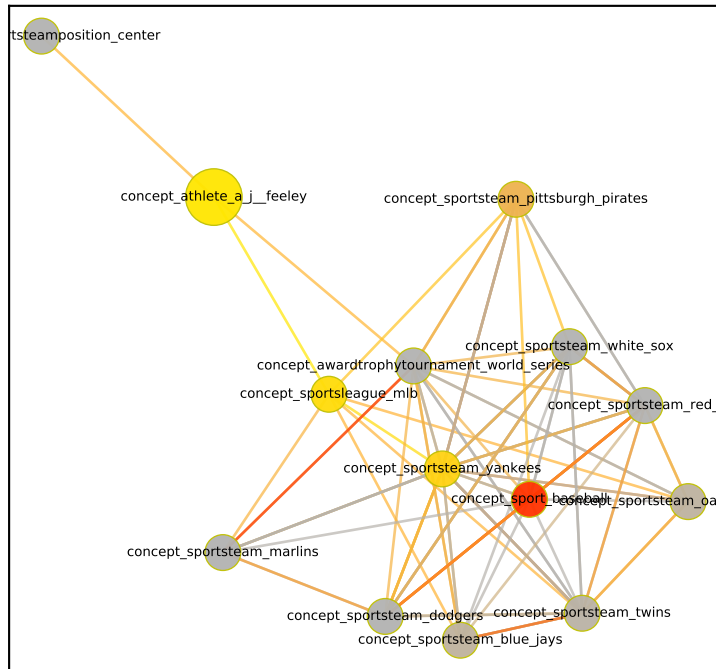 rtsteamposition_center
concept_athlete_a_j__feeley
concept_sportsteam_pittsburgh_pirates
concept_sportsteam_white_sox
concept_awardtrophytournament_world_series
concept_sportsleague_mlb
concept_sportsteam_red_
concept_sportsteam_yankees
concept_sport_baseball
concept_sportsteam_oa
concept_sportsteam_marlins
concept_sportsteam_dodgers
concept_sportsteam_twins
concept_sportsteam_blue_jays